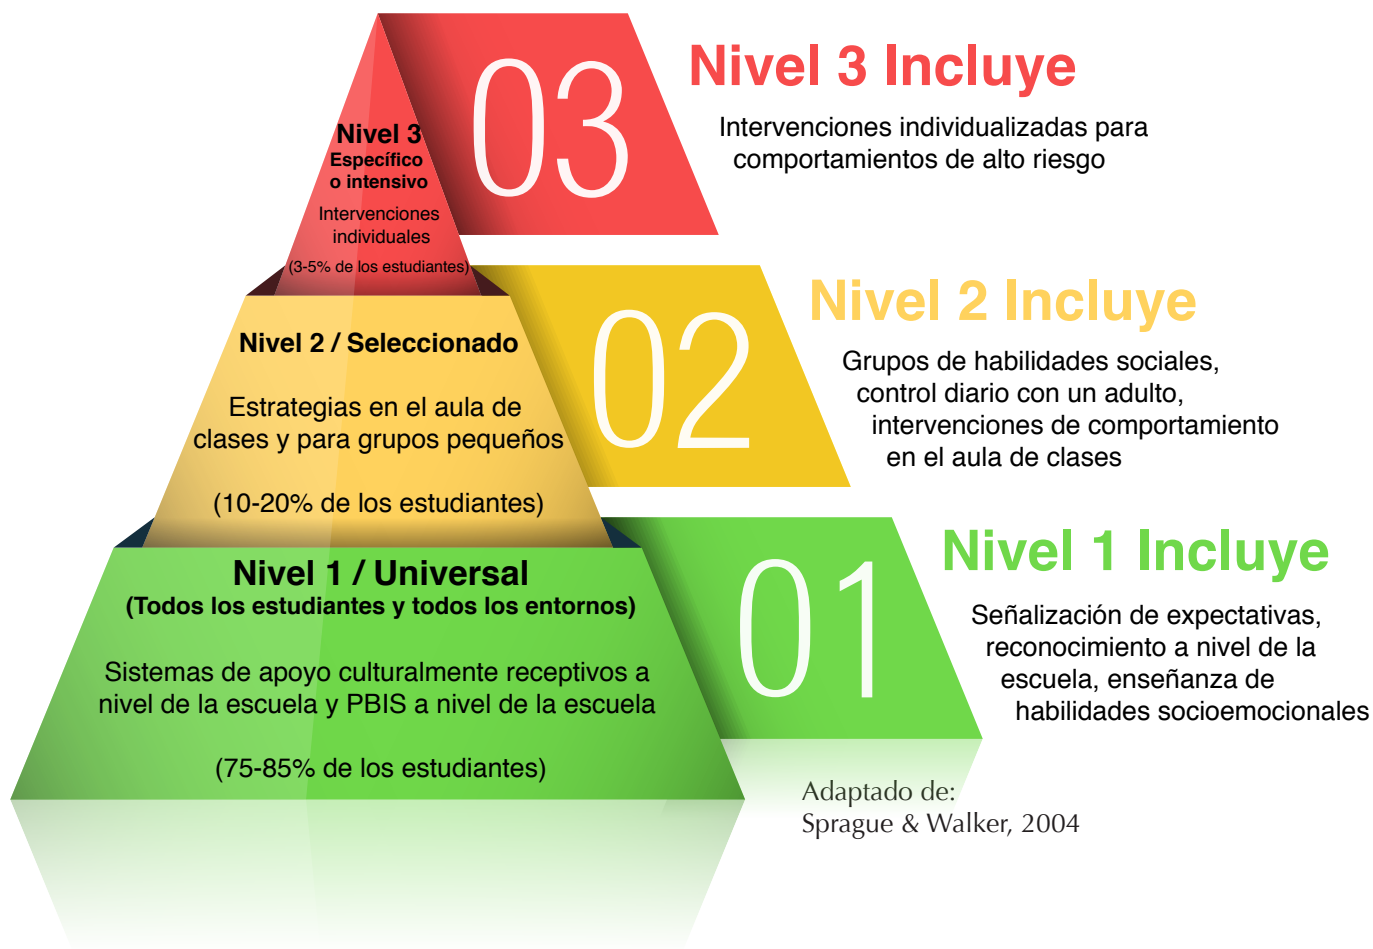 03
Nivel 3 Incluye
Intervenciones individualizadas para
comportamientos de alto riesgo
Nivel 3
Específico
o intensivo
Intervenciones
individuales
(3-5% de los estudiantes)
02
Nivel 2 Incluye
Grupos de habilidades sociales,
control diario con un adulto,
intervenciones de comportamiento
en el aula de clases
Nivel 2 / Seleccionado
Estrategias en el aula de
clases y para grupos pequeños
(10-20% de los estudiantes)
01
Nivel 1 Incluye
Señalización de expectativas,
reconocimiento a nivel de la
escuela, enseñanza de
habilidades socioemocionales
Nivel 1 / Universal
(Todos los estudiantes y todos los entornos)
Sistemas de apoyo culturalmente receptivos a
nivel de la escuela y PBIS a nivel de la escuela
(75-85% de los estudiantes)
Adaptado de:
Sprague & Walker, 2004